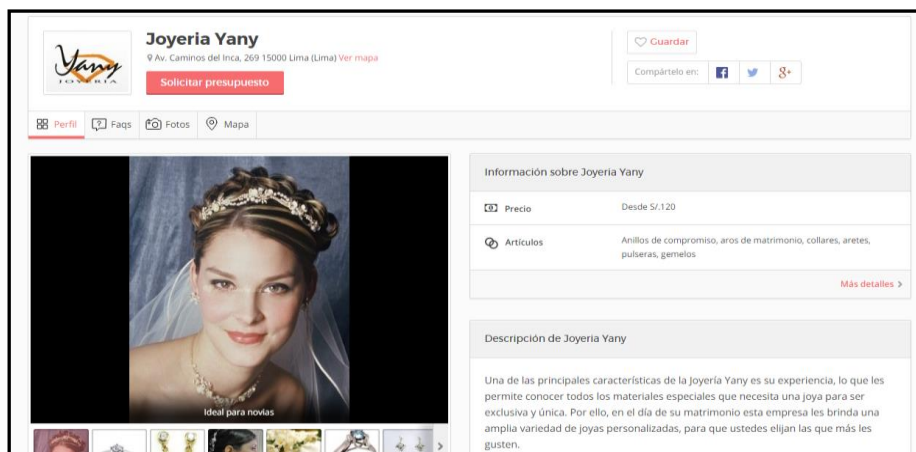 Yany
JOYERIA
Joyeria Yany
Av. Caminos del Inca, 269 15000 Lima (Lima) Ver mapa
Solicitar presupuesto
Guardar
Compártelo en:
Perfil Faqs Fotos Mapa
Ideal para novias
Información sobre Joyeria Yany
Precio Desde S/.120
Artículos Anillos de compromiso, aros de matrimonio, collares, aretes,
pulseras, gemelos
Más detalles
Descripción de Joyeria Yany
Una de las principales características de la Joyería Yany es su experiencia, lo que les
permite conocer todos los materiales especiales que necesita una joya para ser
exclusiva y única. Por ello, en el día de su matrimonio esta empresa les brinda una
amplia variedad de joyas personalizadas, para que ustedes elijan las que más les
gusten.